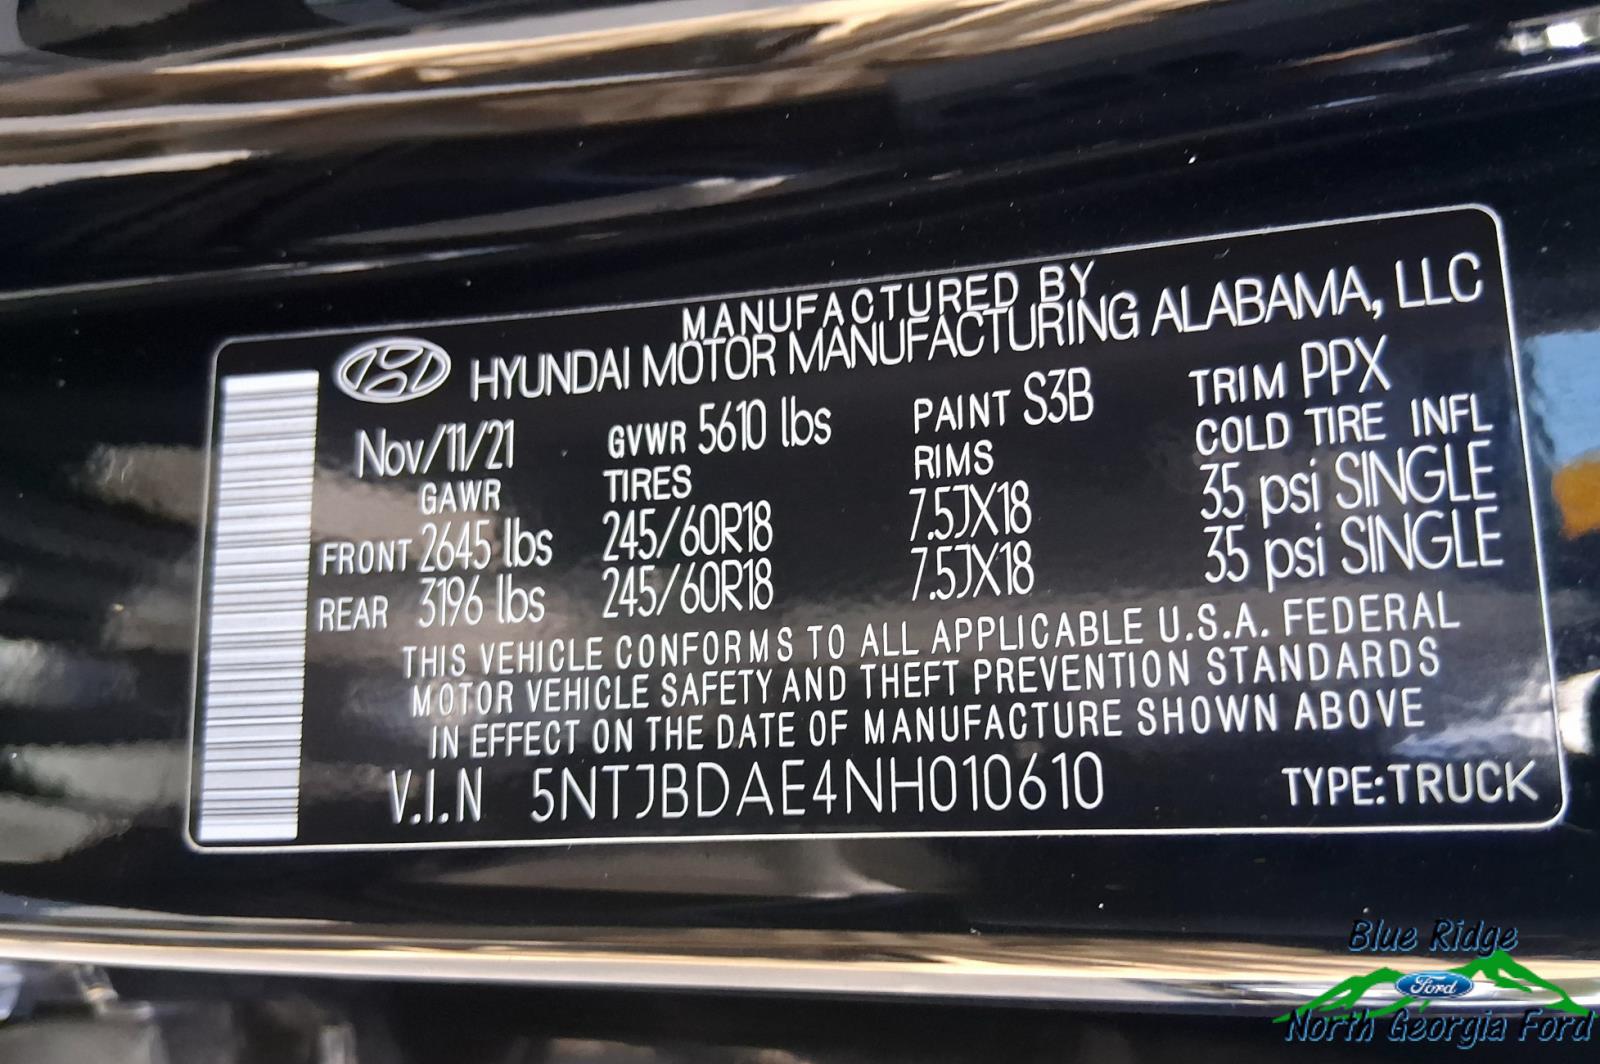 MANUFACTURED BY
HYUNDAI MOTOR MANUFACTURING ALABAMA, LLC
Nov/11/21 GVWR 5610 lbs PAINT S3B TRIM PPX
GAWR TIRES RIMS COLD TIRE INFL
FRONT 2645 lbs 245/60R18 7.5JX18 35 psi SINGLE
REAR 3196 lbs 245/60R18 7.5JX18 35 psi SINGLE
THIS VEHICLE CONFORMS TO ALL APPLICABLE U.S.A. FEDERAL
MOTOR VEHICLE SAFETY AND THEFT PREVENTION STANDARDS
IN EFFECT ON THE DATE OF MANUFACTURE SHOWN ABOVE
V.I.N 5NTJBDAE4NH010610 TYPE:TRUCK
Blue Ridge
Ford
North Georgia Ford